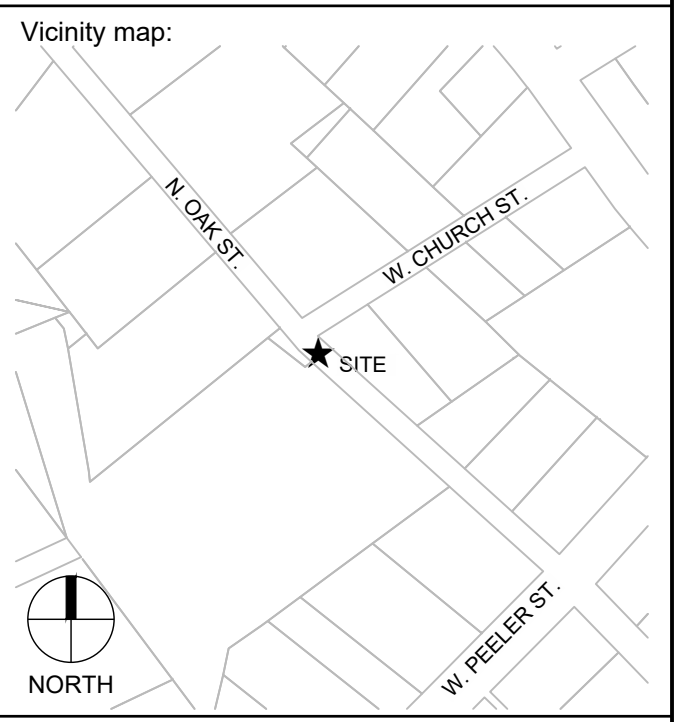 Vicinity map:
N. OAK ST.
W. CHURCH ST.
SITE
W. PEELER ST.
NORTH